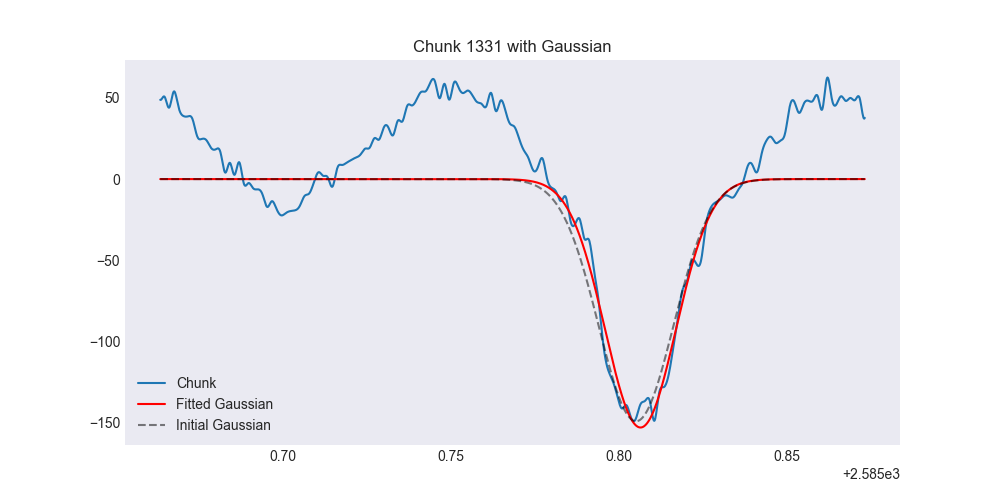 Chunk 1331 with Gaussian
50
0
−50
−100
−150
Chunk
Fitted Gaussian
Initial Gaussian
0.70 0.75 0.80 0.85
+2.585e3